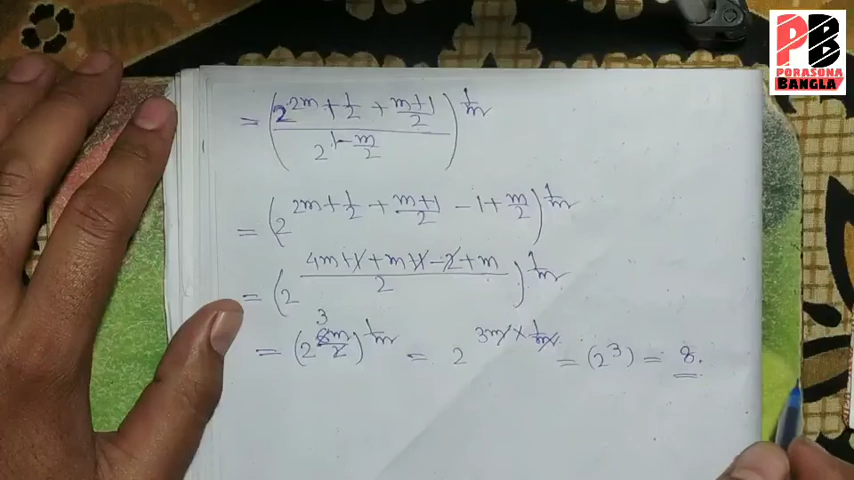 PB
PORASONA
BANGLA
= (2^(2m + 1/2 + (m+1)/2) / 2^(1 - m/2))^(1/m)
= (2^(2m + 1/2 + (m+1)/2 - 1 + m/2))^(1/m)
= (2^((4m + 1 + m + 1 - 2 + m)/2))^(1/m)
= (2^(6m/2))^(1/m) = 2^(3m × 1/m) = (2^3) = 8.